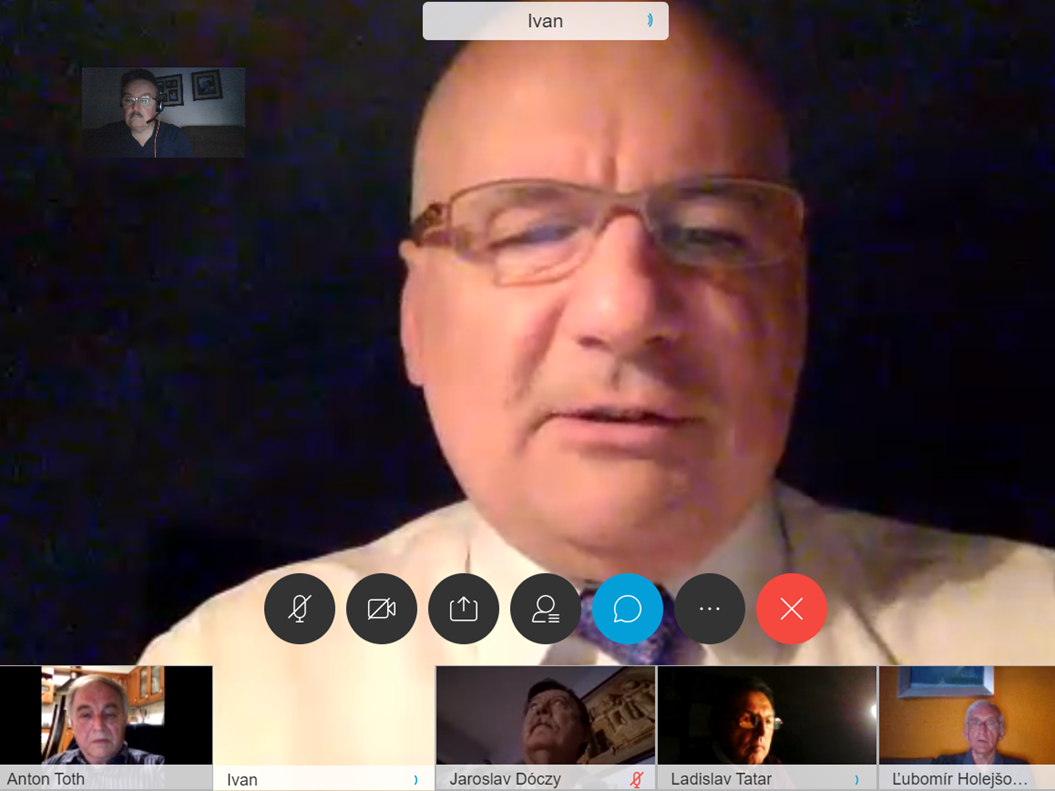 Ivan
Anton Toth
Ivan
Jaroslav Dóczy
Ladislav Tatar
Ľubomír Holejšo…